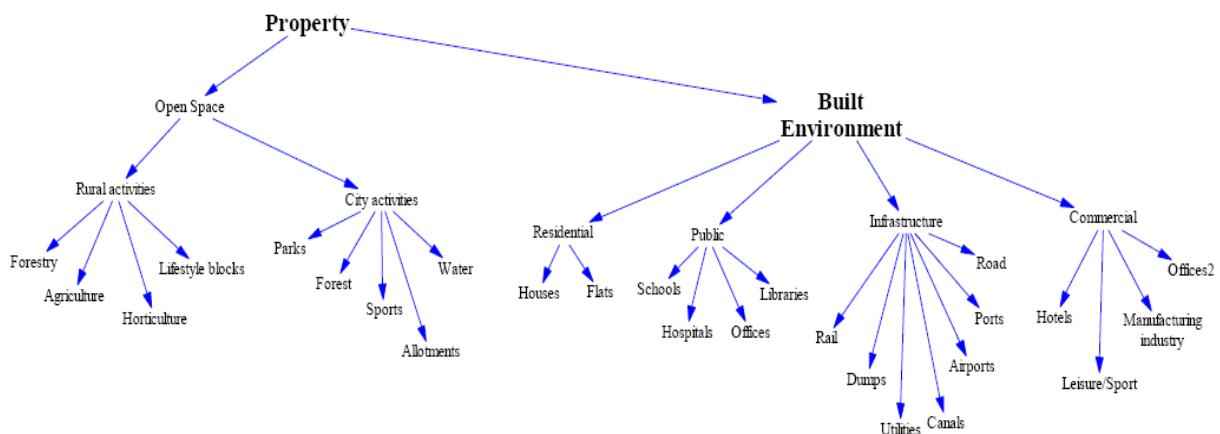 Property
Open Space
Built
Environment
Rural activities
City activities
Residential
Public
Infrastructure
Commercial
Forestry
Agriculture
Horticulture
Lifestyle blocks
Parks
Forest
Sports
Allotments
Water
Houses
Flats
Schools
Hospitals
Offices
Libraries
Rail
Dumps
Utilities
Canals
Airports
Ports
Road
Hotels
Leisure/Sport
Manufacturing
industry
Offices2